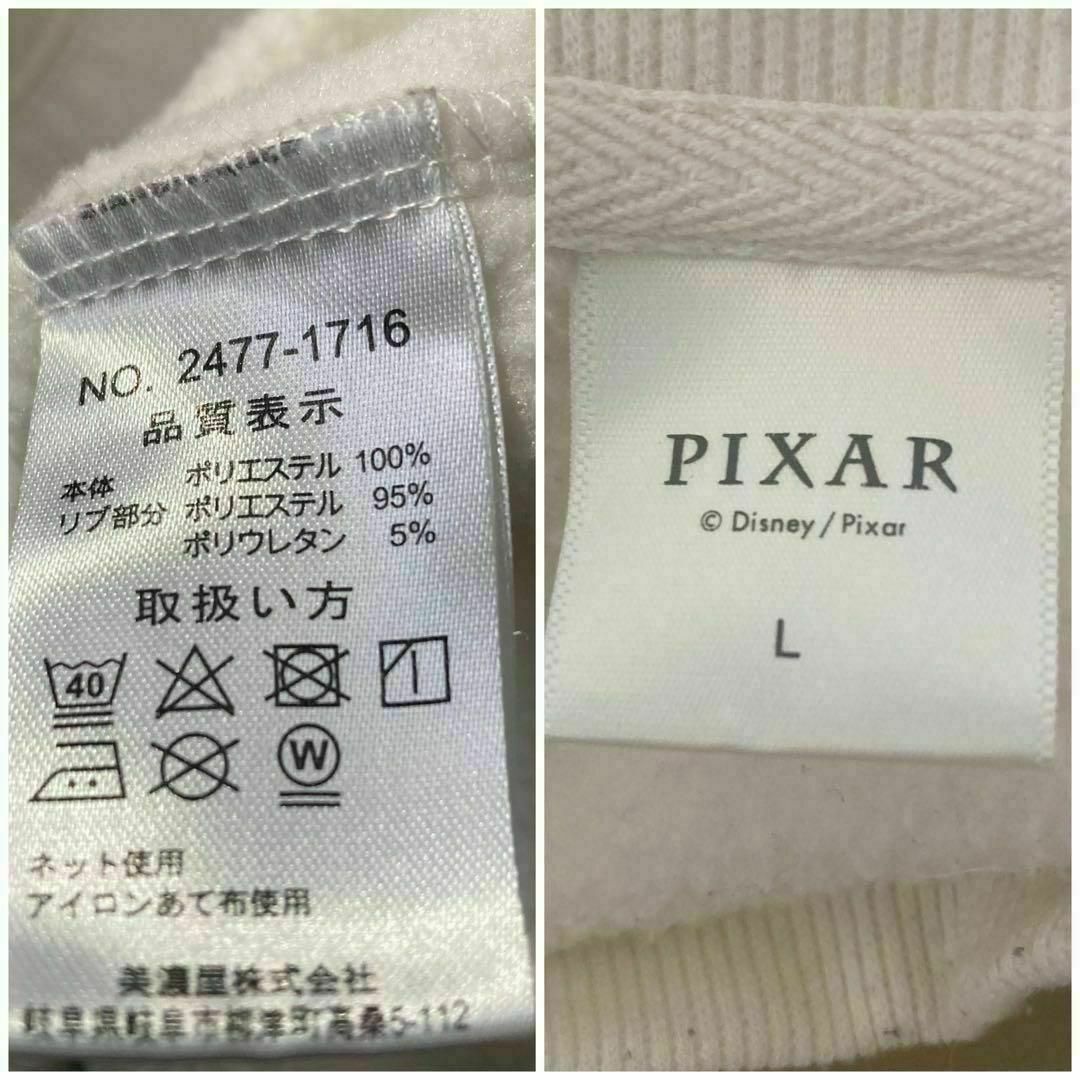 NO. 2477-1716
品質表示
本体 ポリエステル 100%
リブ部分 ポリエステル 95%
ポリウレタン 5%
取扱い方
40
W
ネット使用
アイロンあて布使用
美濃屋株式会社
岐阜県岐阜市柳津町高桑5-112
PIXAR
© Disney / Pixar
L